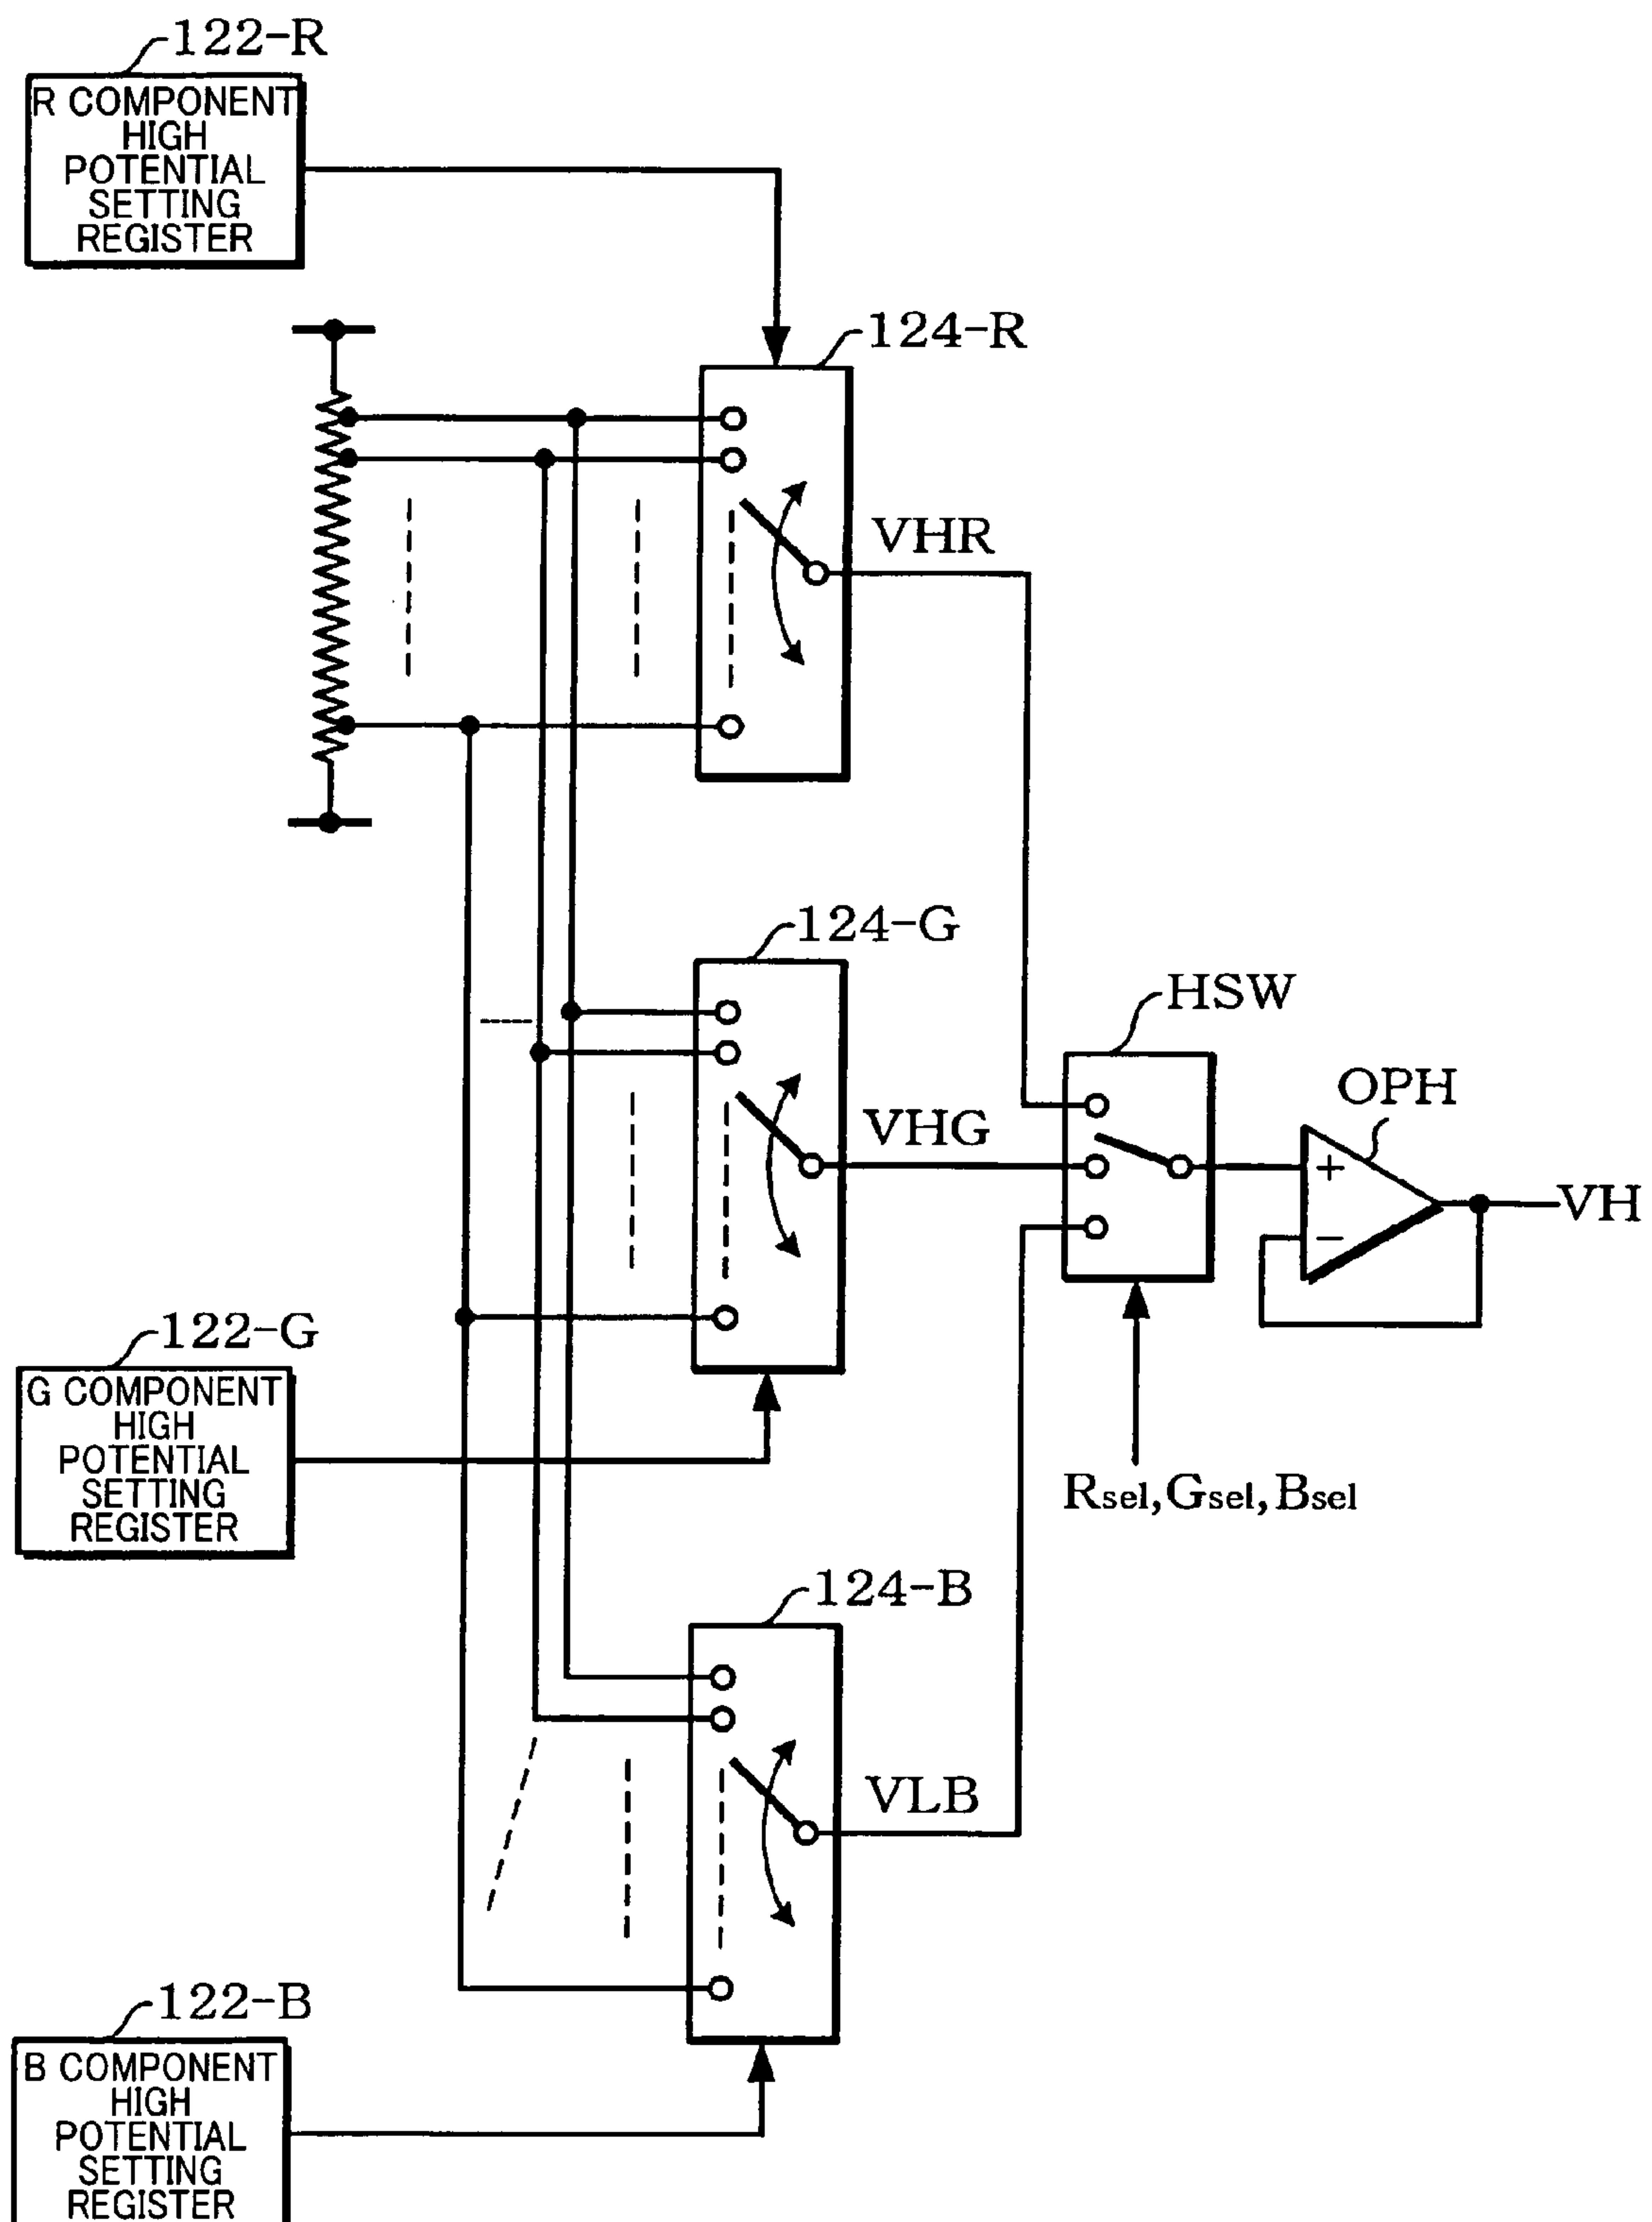 122-R
R COMPONENT
HIGH
POTENTIAL
SETTING
REGISTER
124-R
VHR
124-G
HSW
OPH
VHG
+
−
VH
122-G
G COMPONENT
HIGH
POTENTIAL
SETTING
REGISTER
Rsel,Gsel,Bsel
124-B
VLB
122-B
B COMPONENT
HIGH
POTENTIAL
SETTING
REGISTER